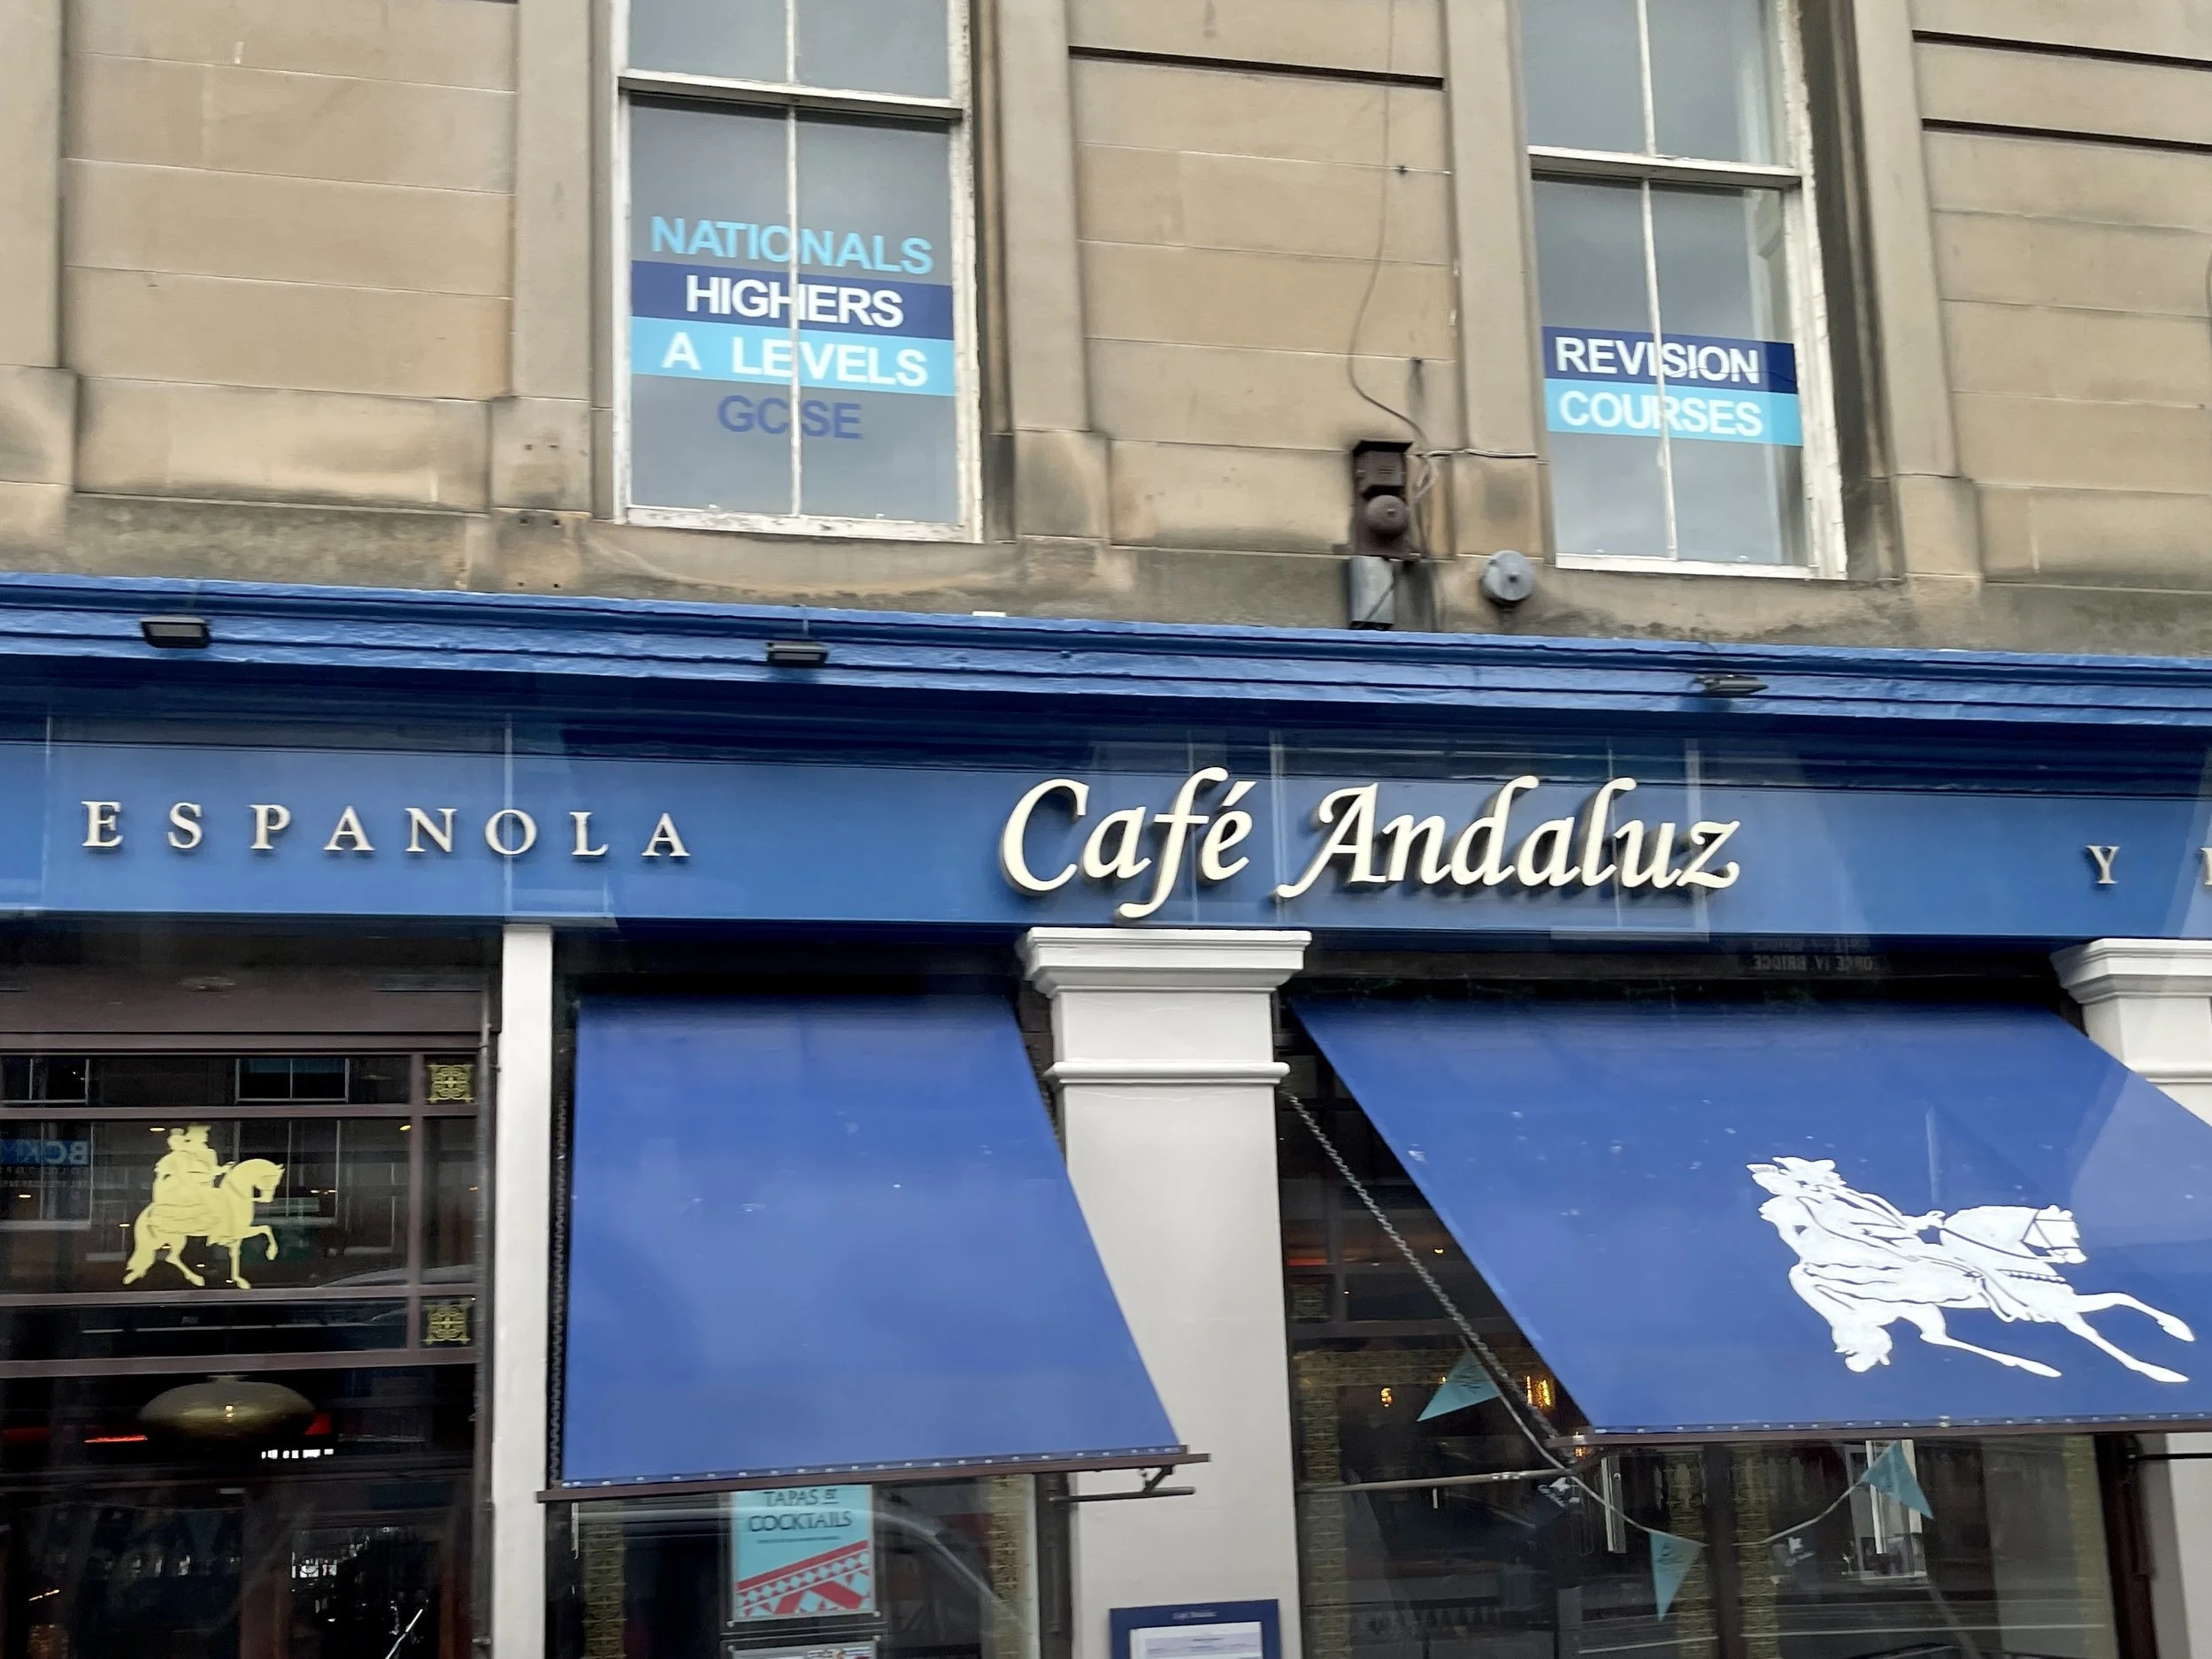 NATIONALS
HIGHERS
A LEVELS
GCSE
REVISION
COURSES
ESPANOLA
Café Andaluz
Y
TAPAS &
COCKTAILS